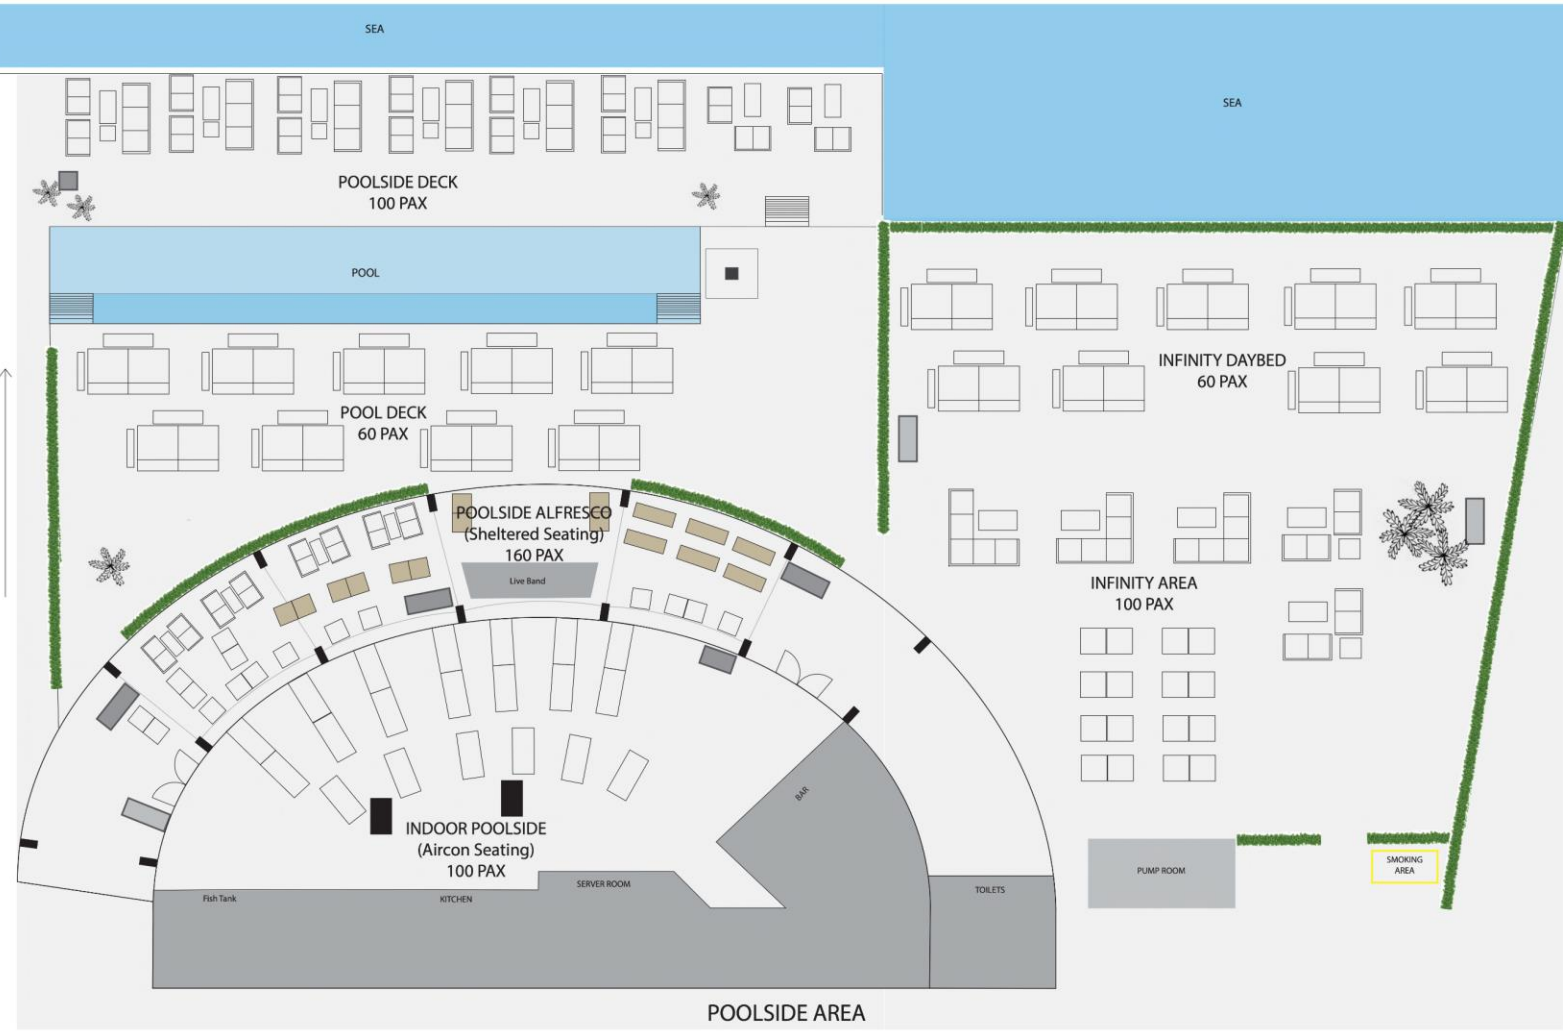 SEA
SEA
POOLSIDE DECK
100 PAX
POOL
INFINITY DAYBED
60 PAX
POOL DECK
60 PAX
POOLSIDE ALFRESCO
(Sheltered Seating)
160 PAX
Live Band
INFINITY AREA
100 PAX
BAR
INDOOR POOLSIDE
(Aircon Seating)
100 PAX
PUMP ROOM
SMOKING
AREA
Fish Tank
KITCHEN
SERVER ROOM
TOILETS
POOLSIDE AREA